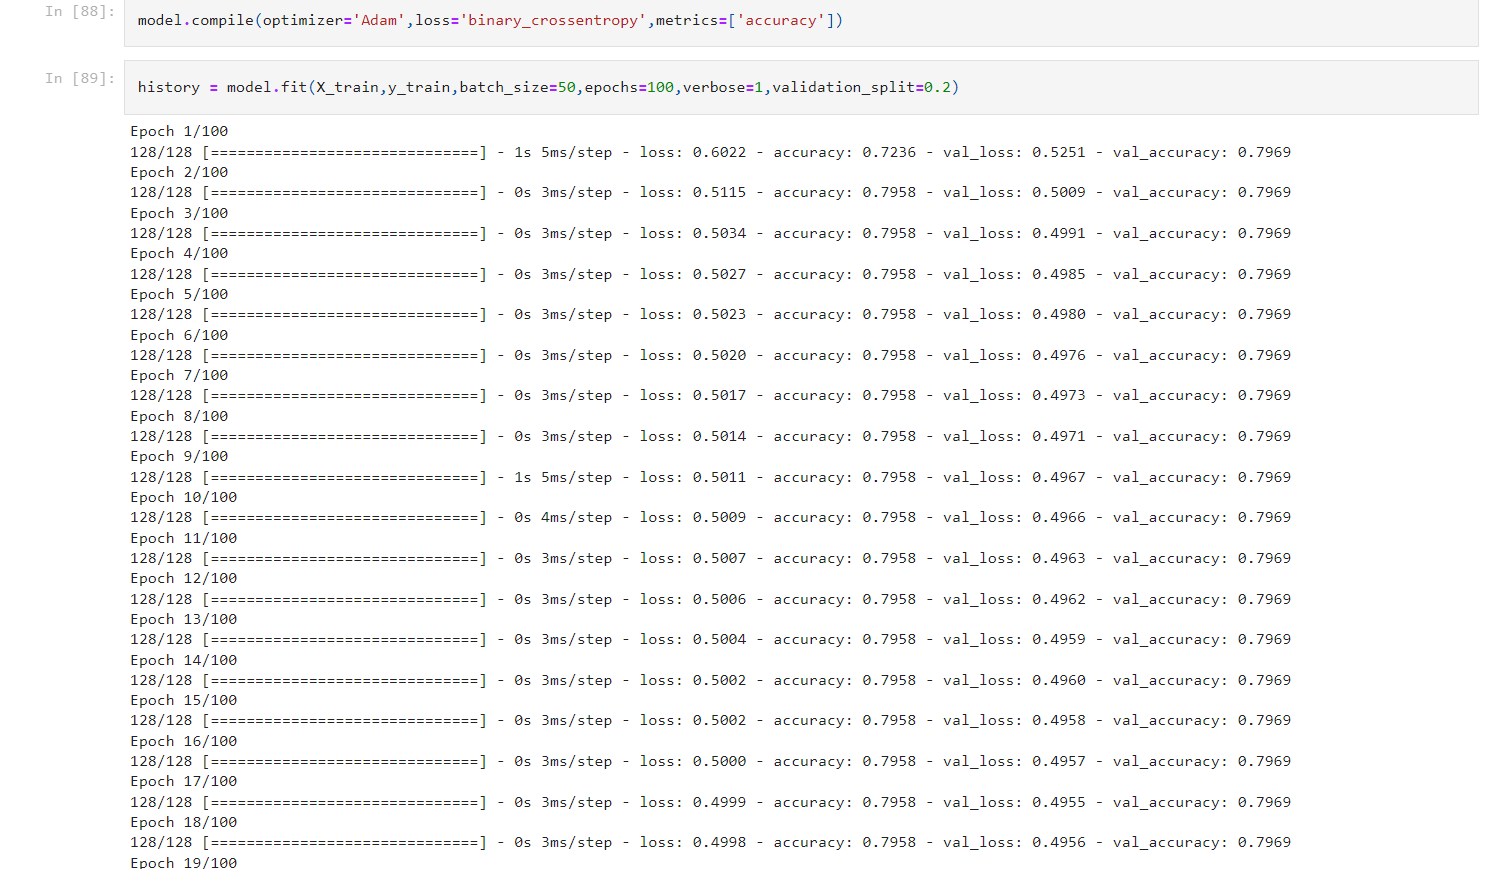 In [88]:
model.compile(optimizer='Adam',loss='binary_crossentropy',metrics=['accuracy'])
In [89]:
history = model.fit(X_train,y_train,batch_size=50,epochs=100,verbose=1,validation_split=0.2)
Epoch 1/100
128/128 [==============================] - 1s 5ms/step - loss: 0.6022 - accuracy: 0.7236 - val_loss: 0.5251 - val_accuracy: 0.7969
Epoch 2/100
128/128 [==============================] - 0s 3ms/step - loss: 0.5115 - accuracy: 0.7958 - val_loss: 0.5009 - val_accuracy: 0.7969
Epoch 3/100
128/128 [==============================] - 0s 3ms/step - loss: 0.5034 - accuracy: 0.7958 - val_loss: 0.4991 - val_accuracy: 0.7969
Epoch 4/100
128/128 [==============================] - 0s 3ms/step - loss: 0.5027 - accuracy: 0.7958 - val_loss: 0.4985 - val_accuracy: 0.7969
Epoch 5/100
128/128 [==============================] - 0s 3ms/step - loss: 0.5023 - accuracy: 0.7958 - val_loss: 0.4980 - val_accuracy: 0.7969
Epoch 6/100
128/128 [==============================] - 0s 3ms/step - loss: 0.5020 - accuracy: 0.7958 - val_loss: 0.4976 - val_accuracy: 0.7969
Epoch 7/100
128/128 [==============================] - 0s 3ms/step - loss: 0.5017 - accuracy: 0.7958 - val_loss: 0.4973 - val_accuracy: 0.7969
Epoch 8/100
128/128 [==============================] - 0s 3ms/step - loss: 0.5014 - accuracy: 0.7958 - val_loss: 0.4971 - val_accuracy: 0.7969
Epoch 9/100
128/128 [==============================] - 1s 5ms/step - loss: 0.5011 - accuracy: 0.7958 - val_loss: 0.4967 - val_accuracy: 0.7969
Epoch 10/100
128/128 [==============================] - 0s 4ms/step - loss: 0.5009 - accuracy: 0.7958 - val_loss: 0.4966 - val_accuracy: 0.7969
Epoch 11/100
128/128 [==============================] - 0s 3ms/step - loss: 0.5007 - accuracy: 0.7958 - val_loss: 0.4963 - val_accuracy: 0.7969
Epoch 12/100
128/128 [==============================] - 0s 3ms/step - loss: 0.5006 - accuracy: 0.7958 - val_loss: 0.4962 - val_accuracy: 0.7969
Epoch 13/100
128/128 [==============================] - 0s 3ms/step - loss: 0.5004 - accuracy: 0.7958 - val_loss: 0.4959 - val_accuracy: 0.7969
Epoch 14/100
128/128 [==============================] - 0s 3ms/step - loss: 0.5002 - accuracy: 0.7958 - val_loss: 0.4960 - val_accuracy: 0.7969
Epoch 15/100
128/128 [==============================] - 0s 3ms/step - loss: 0.5002 - accuracy: 0.7958 - val_loss: 0.4958 - val_accuracy: 0.7969
Epoch 16/100
128/128 [==============================] - 0s 3ms/step - loss: 0.5000 - accuracy: 0.7958 - val_loss: 0.4957 - val_accuracy: 0.7969
Epoch 17/100
128/128 [==============================] - 0s 3ms/step - loss: 0.4999 - accuracy: 0.7958 - val_loss: 0.4955 - val_accuracy: 0.7969
Epoch 18/100
128/128 [==============================] - 0s 3ms/step - loss: 0.4998 - accuracy: 0.7958 - val_loss: 0.4956 - val_accuracy: 0.7969
Epoch 19/100